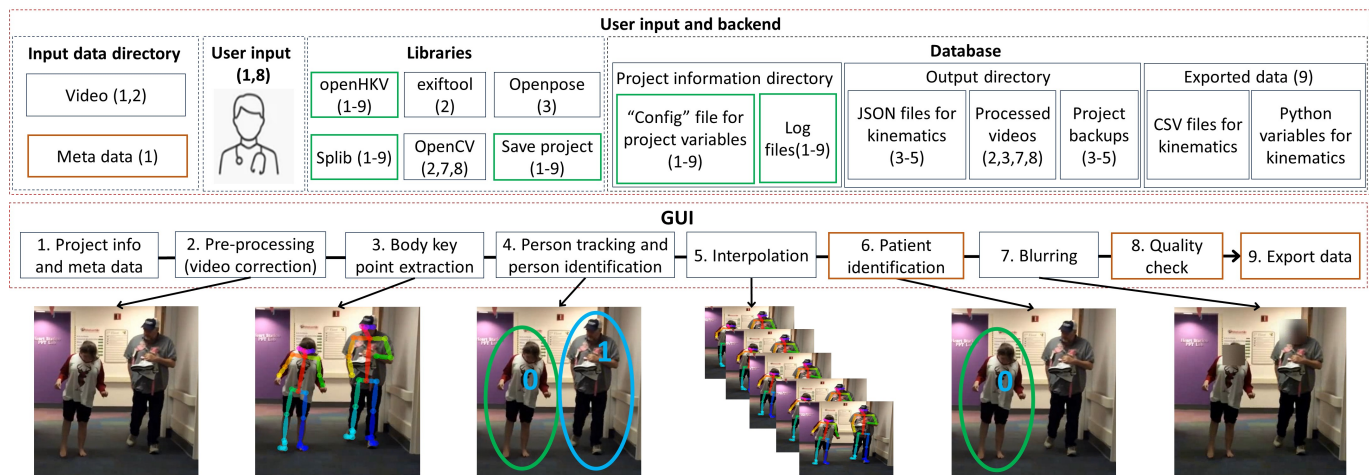 User input and backend
Input data directory
Video (1,2)
Meta data (1)
User input
(1,8)
Libraries
openHKV
(1-9)
exiftool
(2)
Openpose
(3)
Splib (1-9)
OpenCV
(2,7,8)
Save project
(1-9)
Database
Project information directory
“Config” file for
project variables
(1-9)
Log
files(1-9)
Output directory
JSON files for
kinematics
(3-5)
Processed
videos
(2,3,7,8)
Project
backups
(3-5)
Exported data (9)
CSV files for
kinematics
Python
variables for
kinematics
GUI
1. Project info
and meta data
2. Pre-processing
(video correction)
3. Body key
point extraction
4. Person tracking and
person identification
5. Interpolation
6. Patient
identification
7. Blurring
8. Quality
check
9. Export data
0
1
0